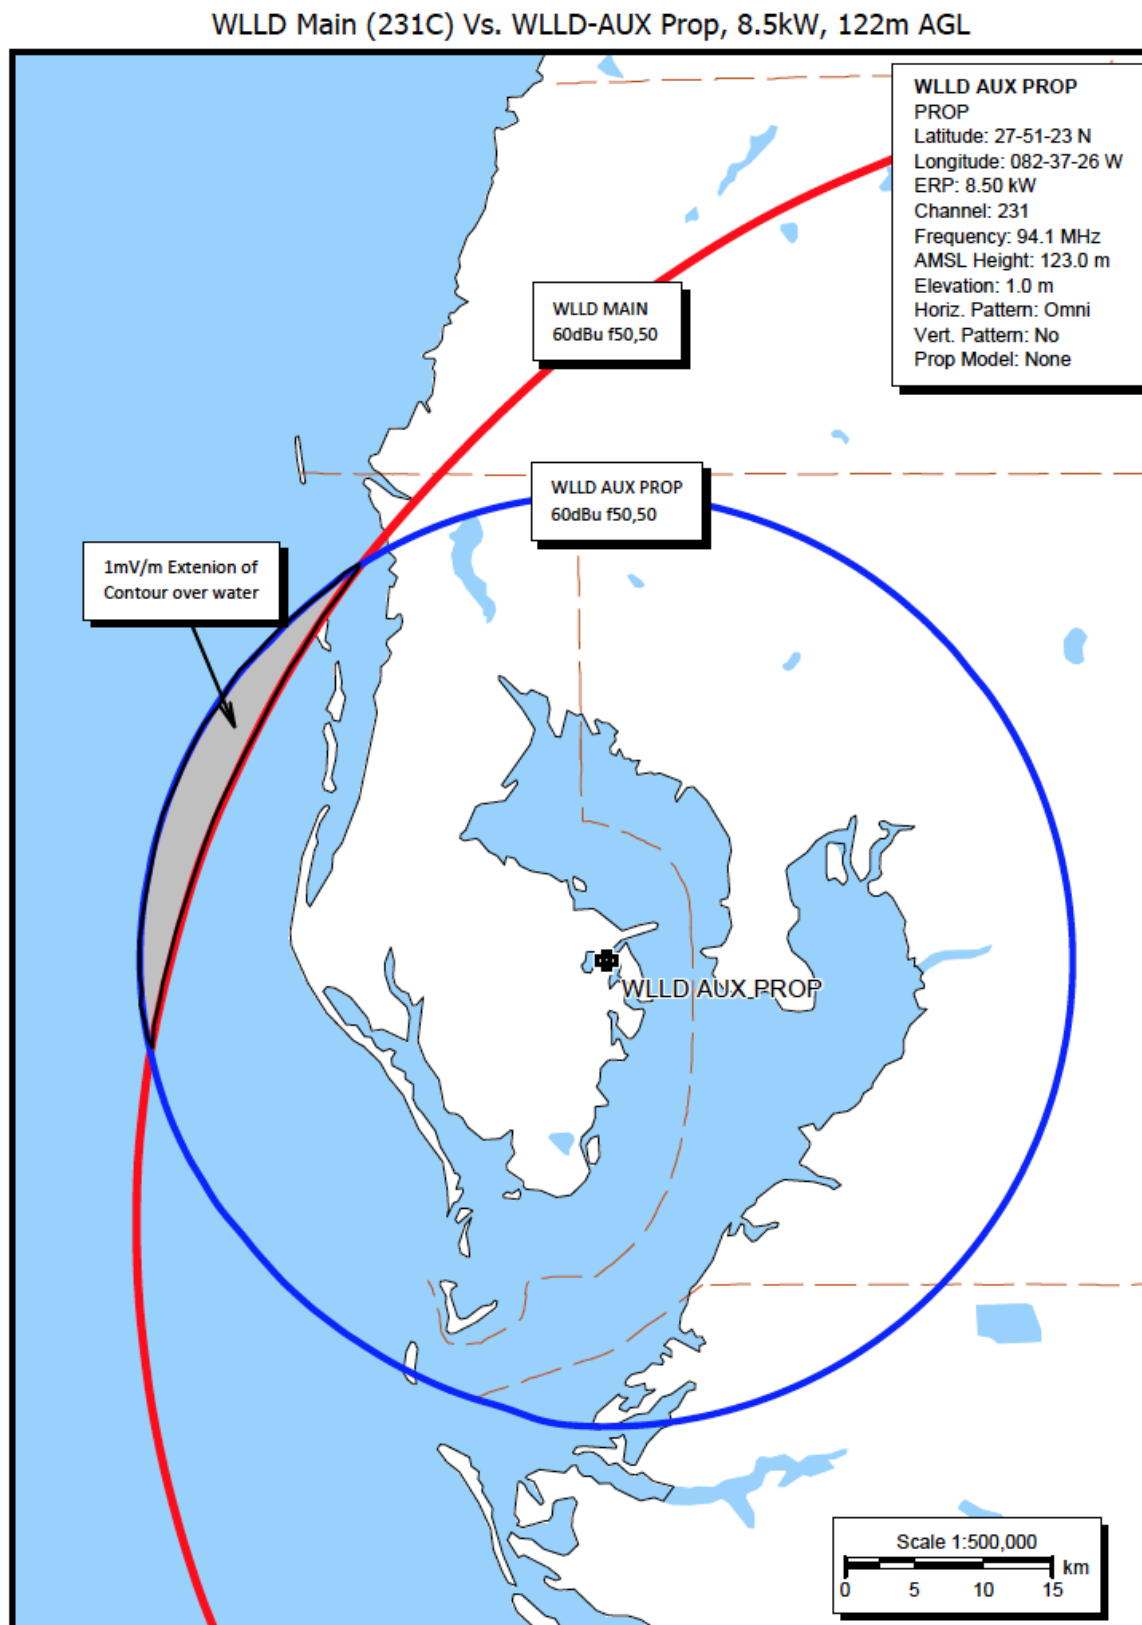 WLLD Main (231C) Vs. WLLD-AUX Prop, 8.5kW, 122m AGL
WLLD AUX PROP
PROP
Latitude: 27-51-23 N
Longitude: 082-37-26 W
ERP: 8.50 kW
Channel: 231
Frequency: 94.1 MHz
AMSL Height: 123.0 m
Elevation: 1.0 m
Horiz. Pattern: Omni
Vert. Pattern: No
Prop Model: None
WLLD MAIN
60dBu f50,50
WLLD AUX PROP
60dBu f50,50
1mV/m Extenion of
Contour over water
WLLD AUX PROP
Scale 1:500,000
km
0 5 10 15